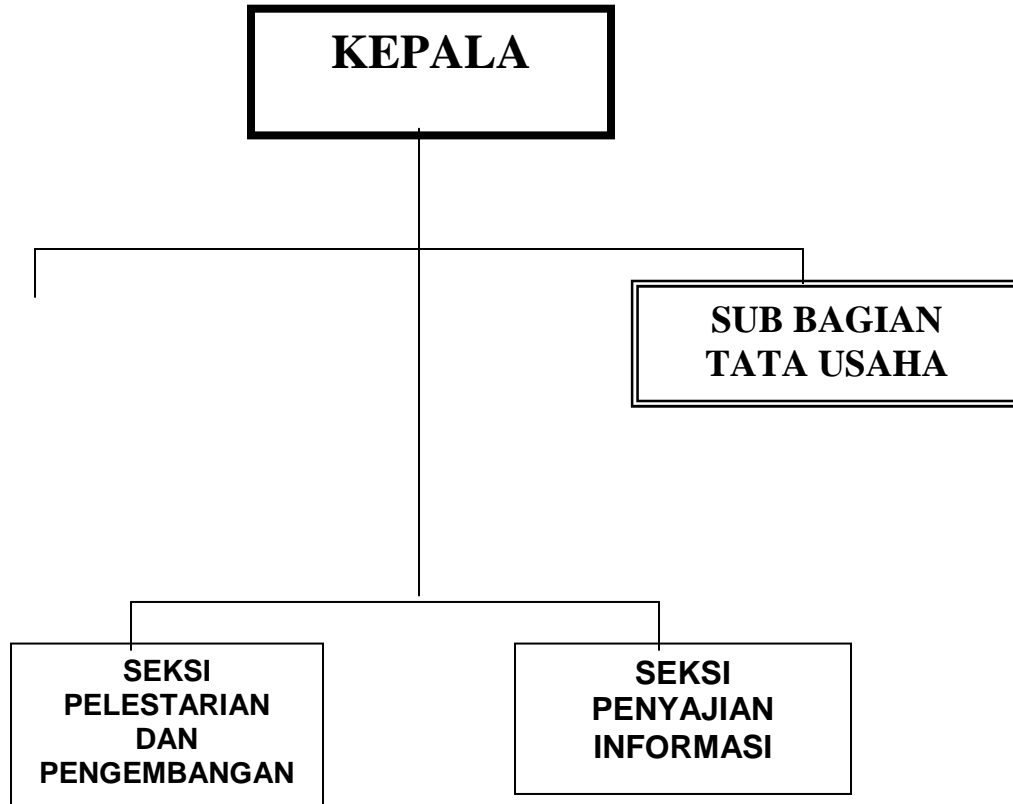 KEPALA
SUB BAGIAN
TATA USAHA
SEKSI
PELESTARIAN
DAN
PENGEMBANGAN
SEKSI
PENYAJIAN
INFORMASI